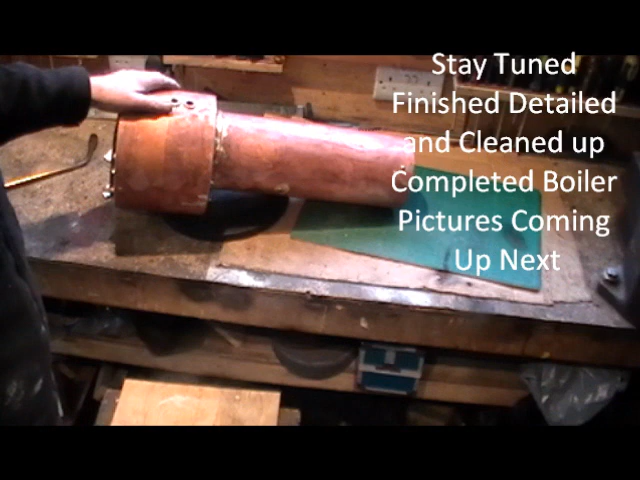 Stay Tuned
Finished Detailed
and Cleaned up
Completed Boiler
Pictures Coming
Up Next